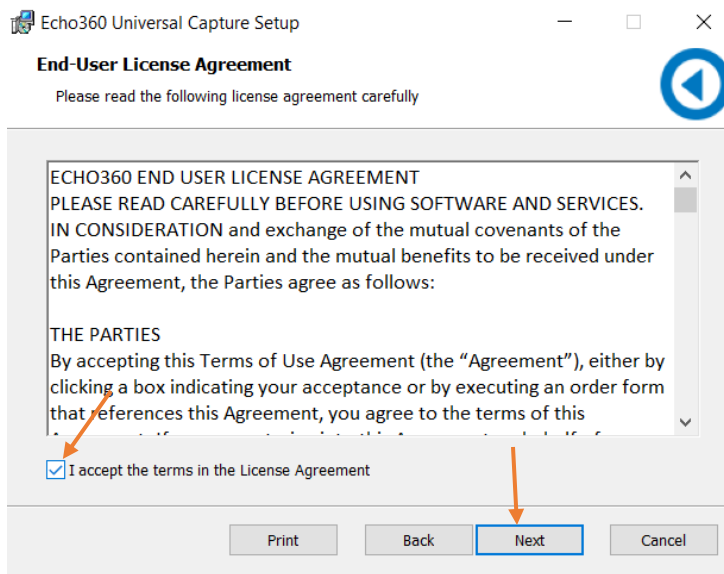 Echo360 Universal Capture Setup
End-User License Agreement
Please read the following license agreement carefully
ECHO360 END USER LICENSE AGREEMENT
PLEASE READ CAREFULLY BEFORE USING SOFTWARE AND SERVICES.
IN CONSIDERATION and exchange of the mutual covenants of the
Parties contained herein and the mutual benefits to be received under
this Agreement, the Parties agree as follows:
THE PARTIES
By accepting this Terms of Use Agreement (the “Agreement”), either by
clicking a box indicating your acceptance or by executing an order form
that references this Agreement, you agree to the terms of this
I accept the terms in the License Agreement
Print Back Next Cancel